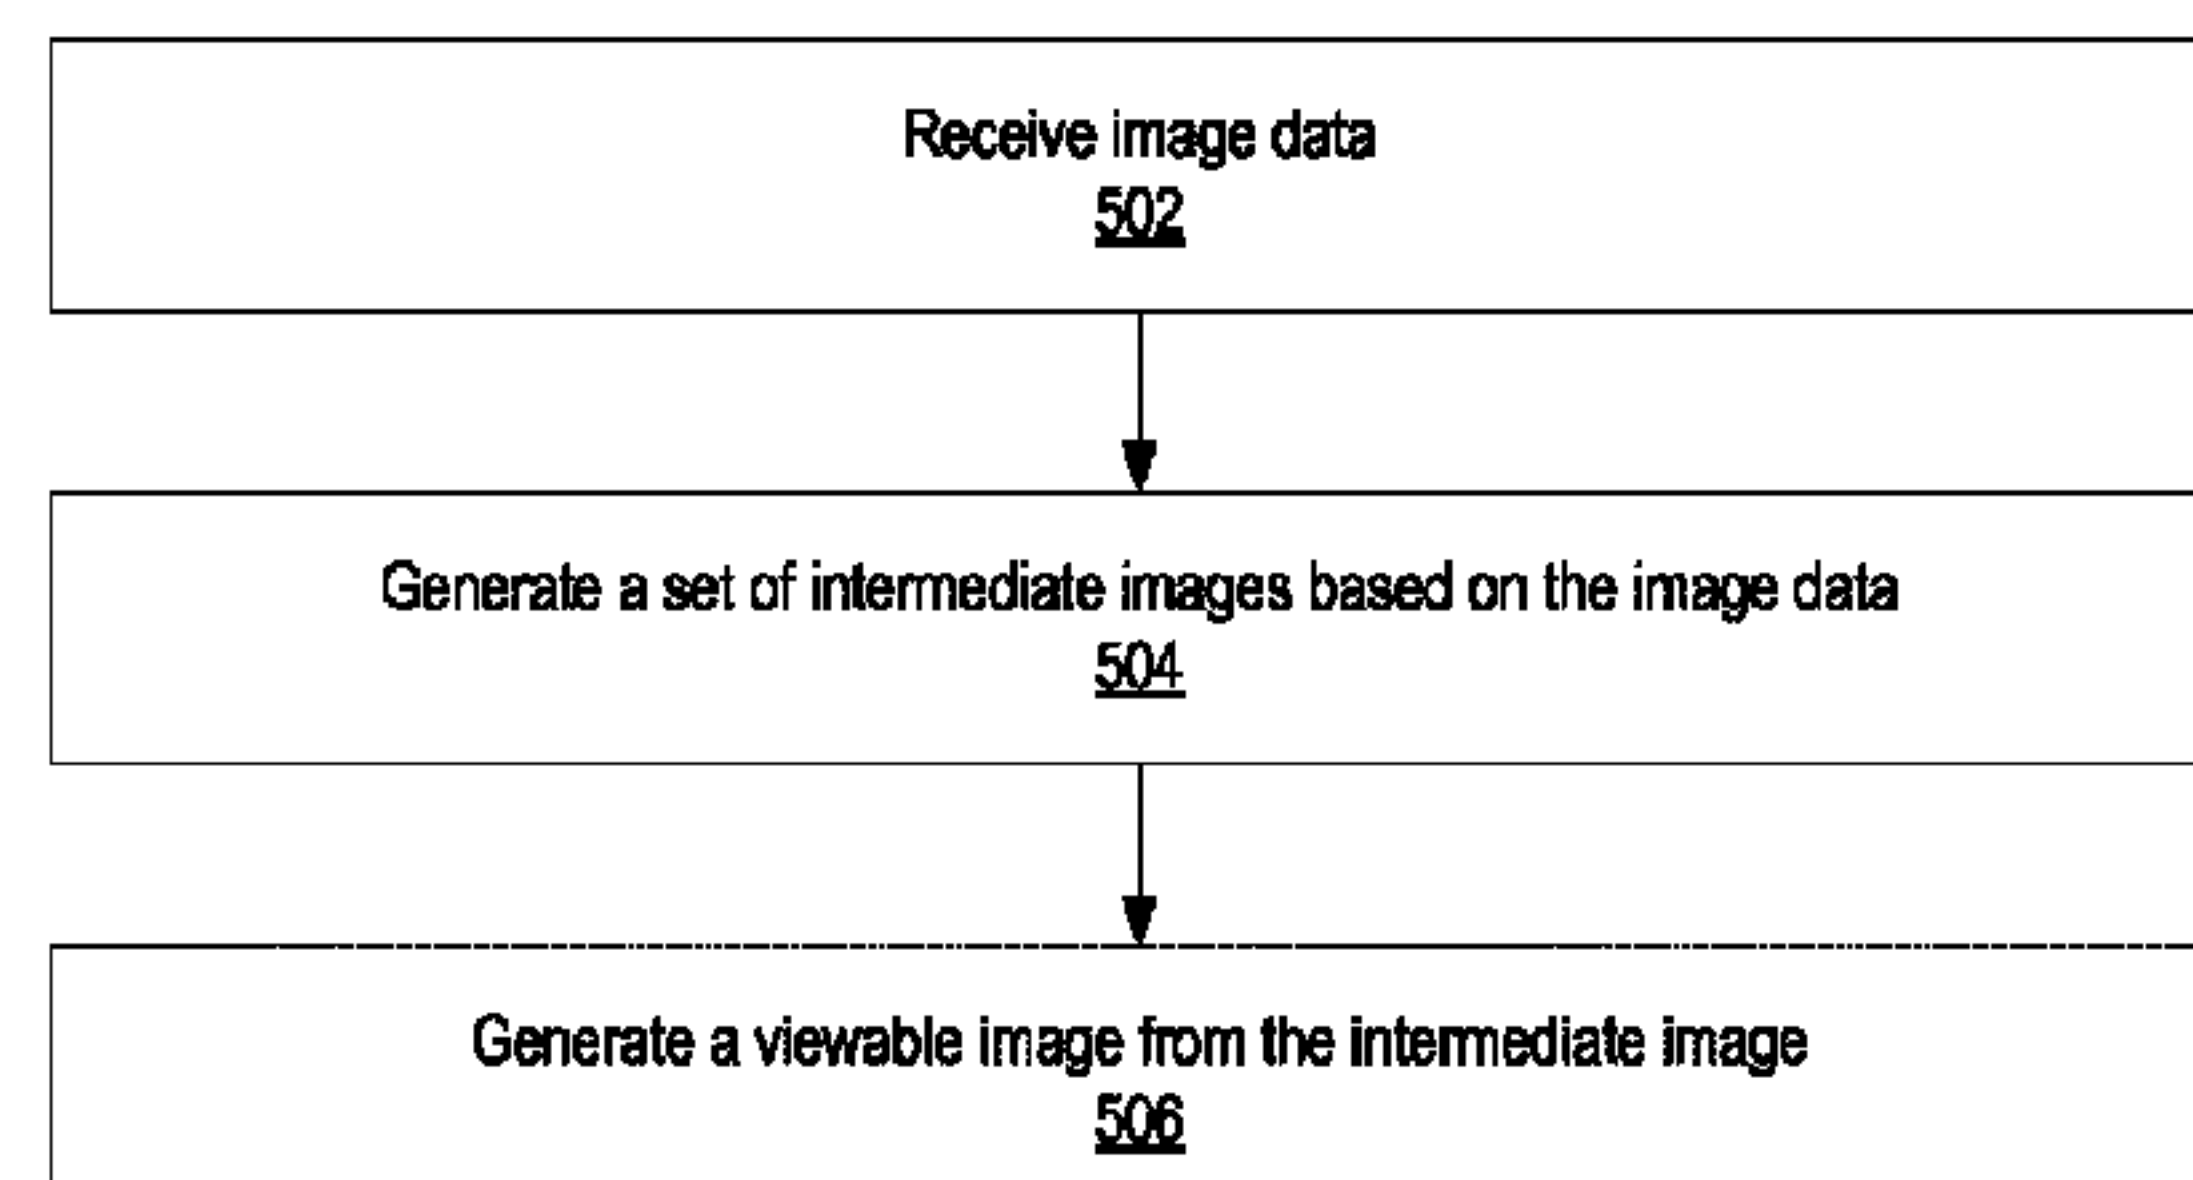 Receive image data
502
Generate a set of intermediate images based on the image data
504
Generate a viewable image from the intermediate image
506